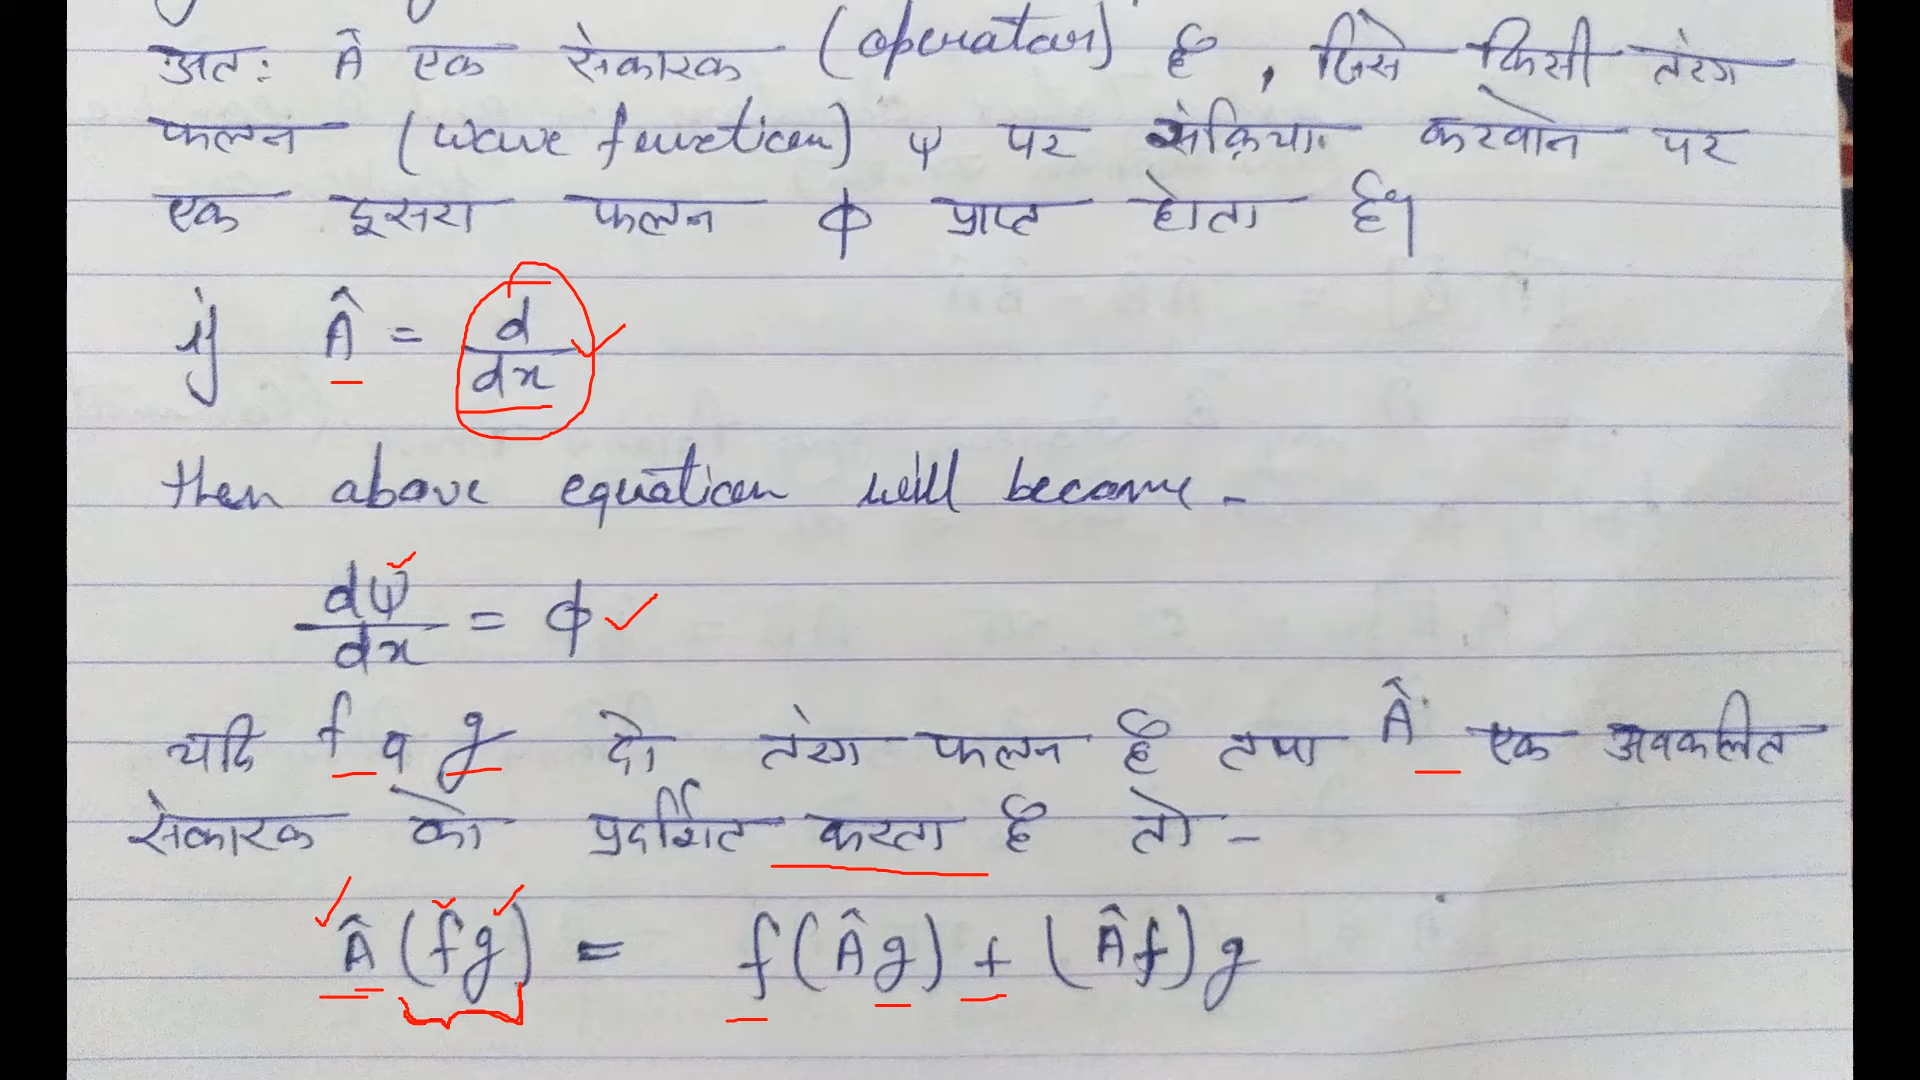 अतः Â एक संकारक (operator) है, जिसे किसी तरंग
फलन (wave function) ψ पर संक्रिया करवाने पर
एक दूसरा फलन ϕ प्राप्त होता है।
if Â = d/dx
then above equation will become -
dψ/dx = ϕ
यदि f व g दो तरंग फलन है तथा Â एक अवकलित
संकारक को प्रदर्शित करता है तो -
Â(fg) = f(Âg) + (Âf)g